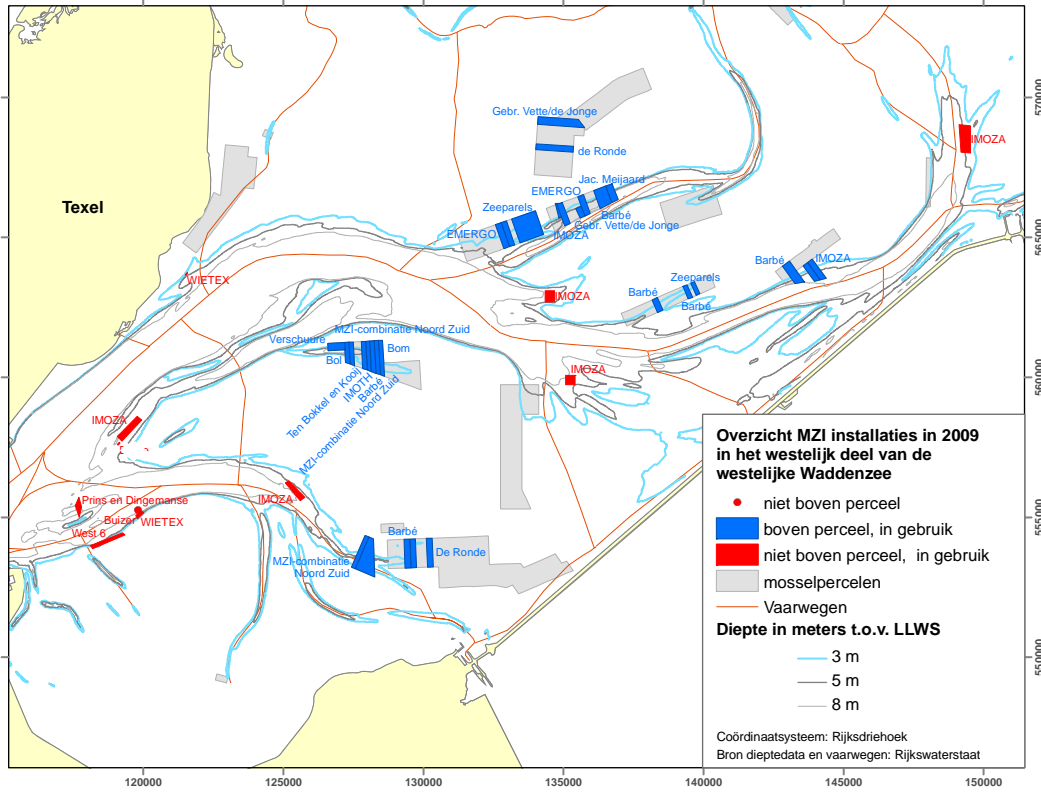 Texel
Gebr. Vette/de Jonge
de Ronde
IMOZA
Jac. Meijaard
EMERGO
Zeeparels
Barbé
Gebr. Vette/de Jonge
EMERGO
IMOZA
WIETEX
Barbé
IMOZA
Zeeparels
IMOZA
Barbé
Barbé
MZI-combinatie Noord Zuid
Verschuure
Bom
Bol
IMOZA
Ten Bokkel en Kooij
IMOTH
Barbé
MZI-combinatie Noord Zuid
IMOZA
IMOZA
Prins en Dingemanse
Buizer
WIETEX
West 6
Barbé
De Ronde
MZI-combinatie
Noord Zuid
Overzicht MZI installaties in 2009
in het westelijk deel van de
westelijke Waddenzee
niet boven perceel
boven perceel, in gebruik
niet boven perceel, in gebruik
mosselpercelen
Vaarwegen
Diepte in meters t.o.v. LLWS
3 m
5 m
8 m
Coördinaatsysteem: Rijksdriehoek
Bron dieptedata en vaarwegen: Rijkswaterstaat
570000
565000
560000
555000
550000
120000
125000
130000
135000
140000
145000
150000